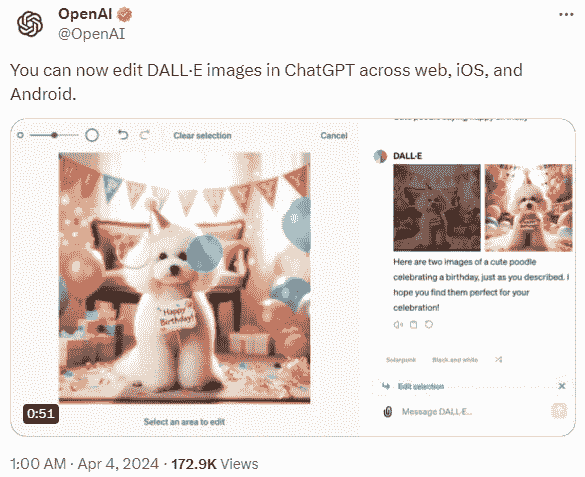 OpenAI
@OpenAI
You can now edit DALL·E images in ChatGPT across web, iOS, and
Android.
Clear selection
Cancel
Happy
Birthday!
Select an area to edit
0:51
DALL·E
Here are two images of a cute poodle
celebrating a birthday, just as you described. I
hope you find them perfect for your
celebration!
Solarpunk
Black and white
Edit selection
Message DALL·E...
1:00 AM · Apr 4, 2024 · 172.9K Views